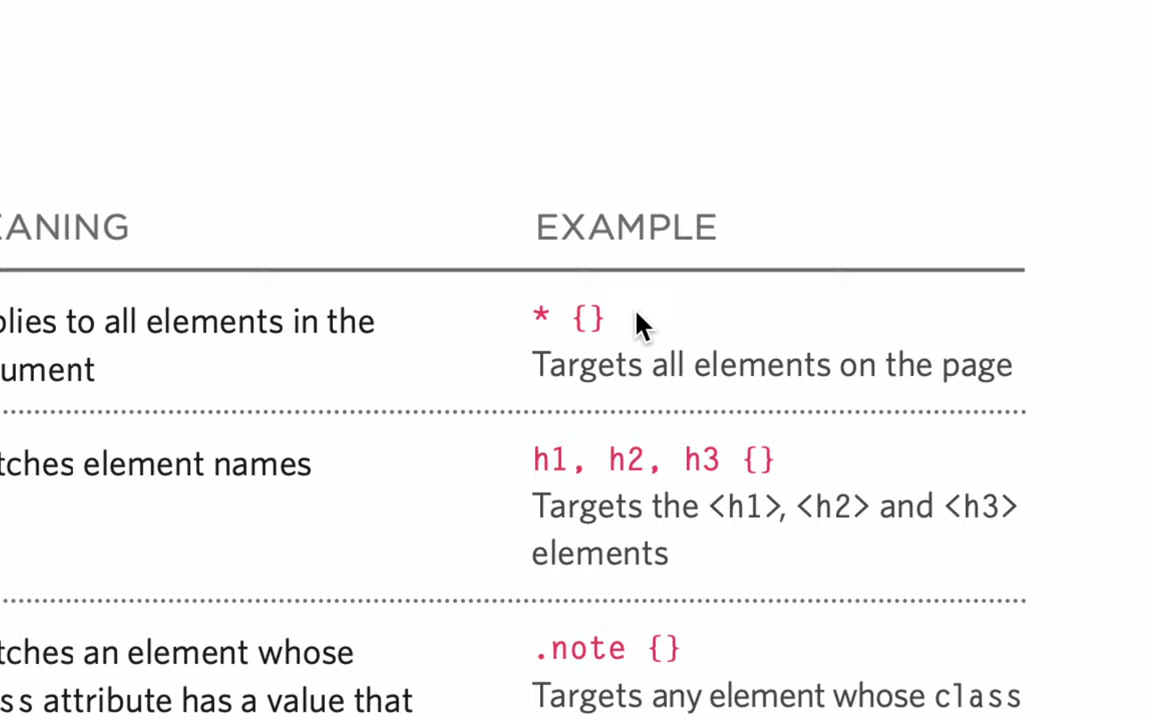 EANING EXAMPLE
plies to all elements in the * {}
ument Targets all elements on the page
tches element names h1, h2, h3 {}
Targets the <h1>, <h2> and <h3>
elements
tches an element whose .note {}
ss attribute has a value that Targets any element whose class